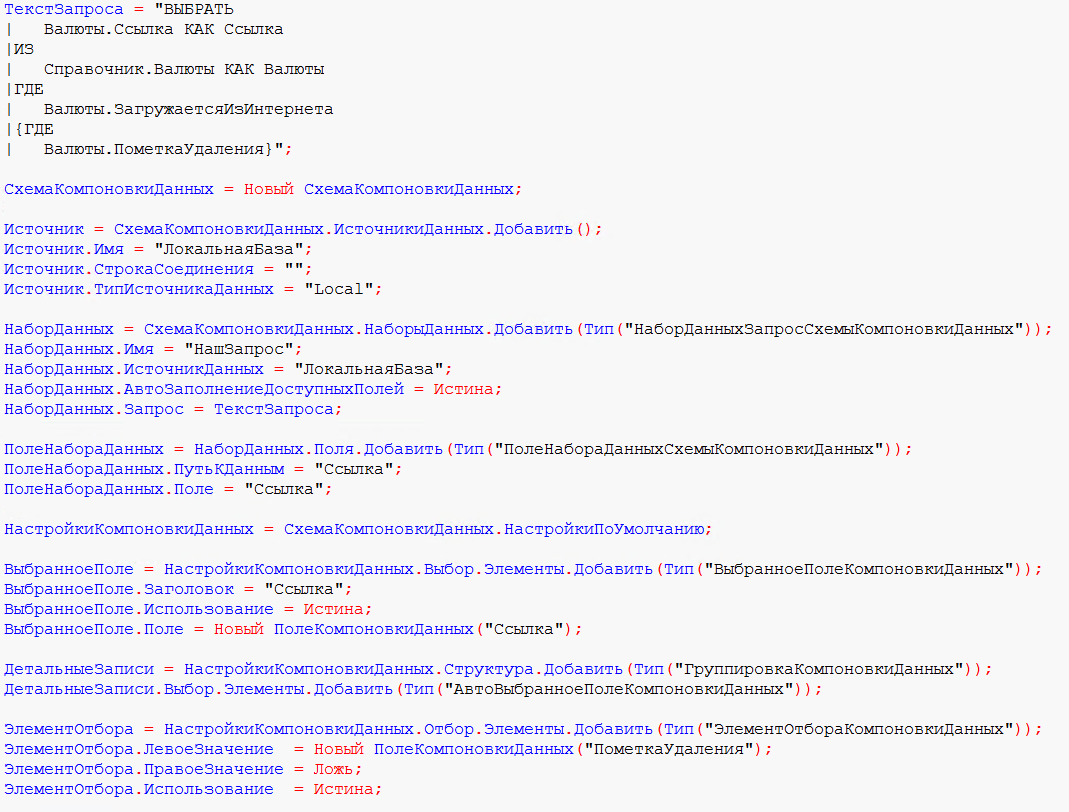 ТекстЗапроса = "ВЫБРАТЬ
|   Валюты.Ссылка КАК Ссылка
|ИЗ
|   Справочник.Валюты КАК Валюты
|ГДЕ
|   Валюты.ЗагружаетсяИзИнтернета
|{ГДЕ
|   Валюты.ПометкаУдаления}";
СхемаКомпоновкиДанных = Новый СхемаКомпоновкиДанных;
Источник = СхемаКомпоновкиДанных.ИсточникиДанных.Добавить();
Источник.Имя = "ЛокальнаяБаза";
Источник.СтрокаСоединения = "";
Источник.ТипИсточникаДанных = "Local";
НаборДанных = СхемаКомпоновкиДанных.НаборыДанных.Добавить(Тип("НаборДанныхЗапросСхемыКомпоновкиДанных"));
НаборДанных.Имя = "НашЗапрос";
НаборДанных.ИсточникДанных = "ЛокальнаяБаза";
НаборДанных.АвтоЗаполнениеДоступныхПолей = Истина;
НаборДанных.Запрос = ТекстЗапроса;
ПолеНабораДанных = НаборДанных.Поля.Добавить(Тип("ПолеНабораДанныхСхемыКомпоновкиДанных"));
ПолеНабораДанных.ПутьКДанным = "Ссылка";
ПолеНабораДанных.Поле = "Ссылка";
НастройкиКомпоновкиДанных = СхемаКомпоновкиДанных.НастройкиПоУмолчанию;
ВыбранноеПоле = НастройкиКомпоновкиДанных.Выбор.Элементы.Добавить(Тип("ВыбранноеПолеКомпоновкиДанных"));
ВыбранноеПоле.Заголовок = "Ссылка";
ВыбранноеПоле.Использование = Истина;
ВыбранноеПоле.Поле = Новый ПолеКомпоновкиДанных("Ссылка");
ДетальныеЗаписи = НастройкиКомпоновкиДанных.Структура.Добавить(Тип("ГруппировкаКомпоновкиДанных"));
ДетальныеЗаписи.Выбор.Элементы.Добавить(Тип("АвтоВыбранноеПолеКомпоновкиДанных"));
ЭлементОтбора = НастройкиКомпоновкиДанных.Отбор.Элементы.Добавить(Тип("ЭлементОтбораКомпоновкиДанных"));
ЭлементОтбора.ЛевоеЗначение  = Новый ПолеКомпоновкиДанных("ПометкаУдаления");
ЭлементОтбора.ПравоеЗначение = Ложь;
ЭлементОтбора.Использование  = Истина;